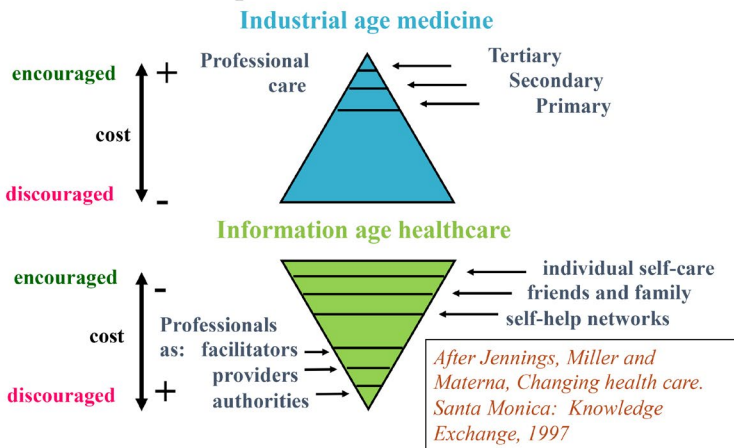 Industrial age medicine
encouraged
+
Professional
care
Tertiary
Secondary
Primary
cost
discouraged
-
Information age healthcare
encouraged
-
individual self-care
friends and family
self-help networks
cost
Professionals
as: facilitators
providers
authorities
discouraged
+
After Jennings, Miller and
Materna, Changing health care.
Santa Monica: Knowledge
Exchange, 1997